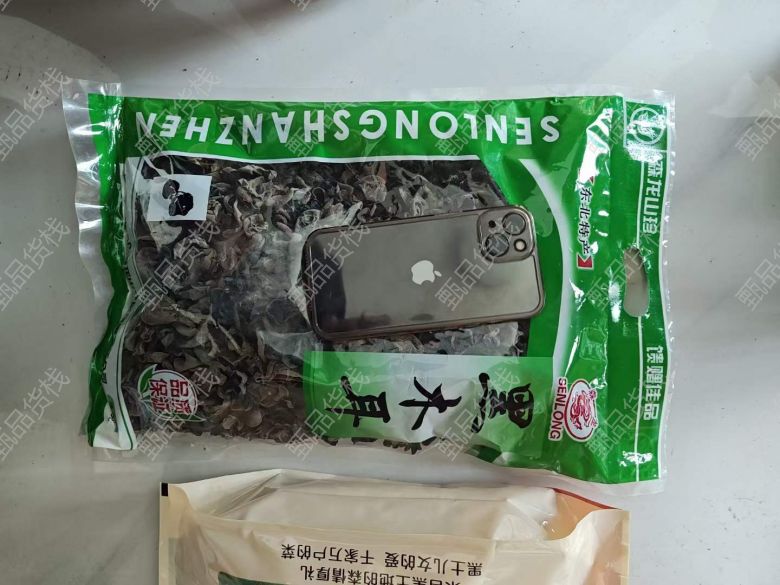 SENLONGSHANZHEN
森龙山珍
馈赠佳品
东北特产
SENLONG
黑木耳
品质
保证
来自黑土地的森情厚礼
黑土儿女的爱 千家万户的菜
甄品货栈